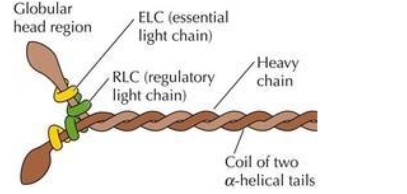 Globular
head region
ELC (essential
light chain)
RLC (regulatory
light chain)
Heavy
chain
Coil of two
α-helical tails